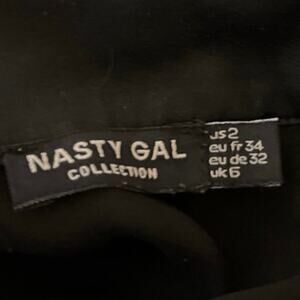 NASTY GAL
COLLECTION
us 2
eu fr 34
eu de 32
uk 6